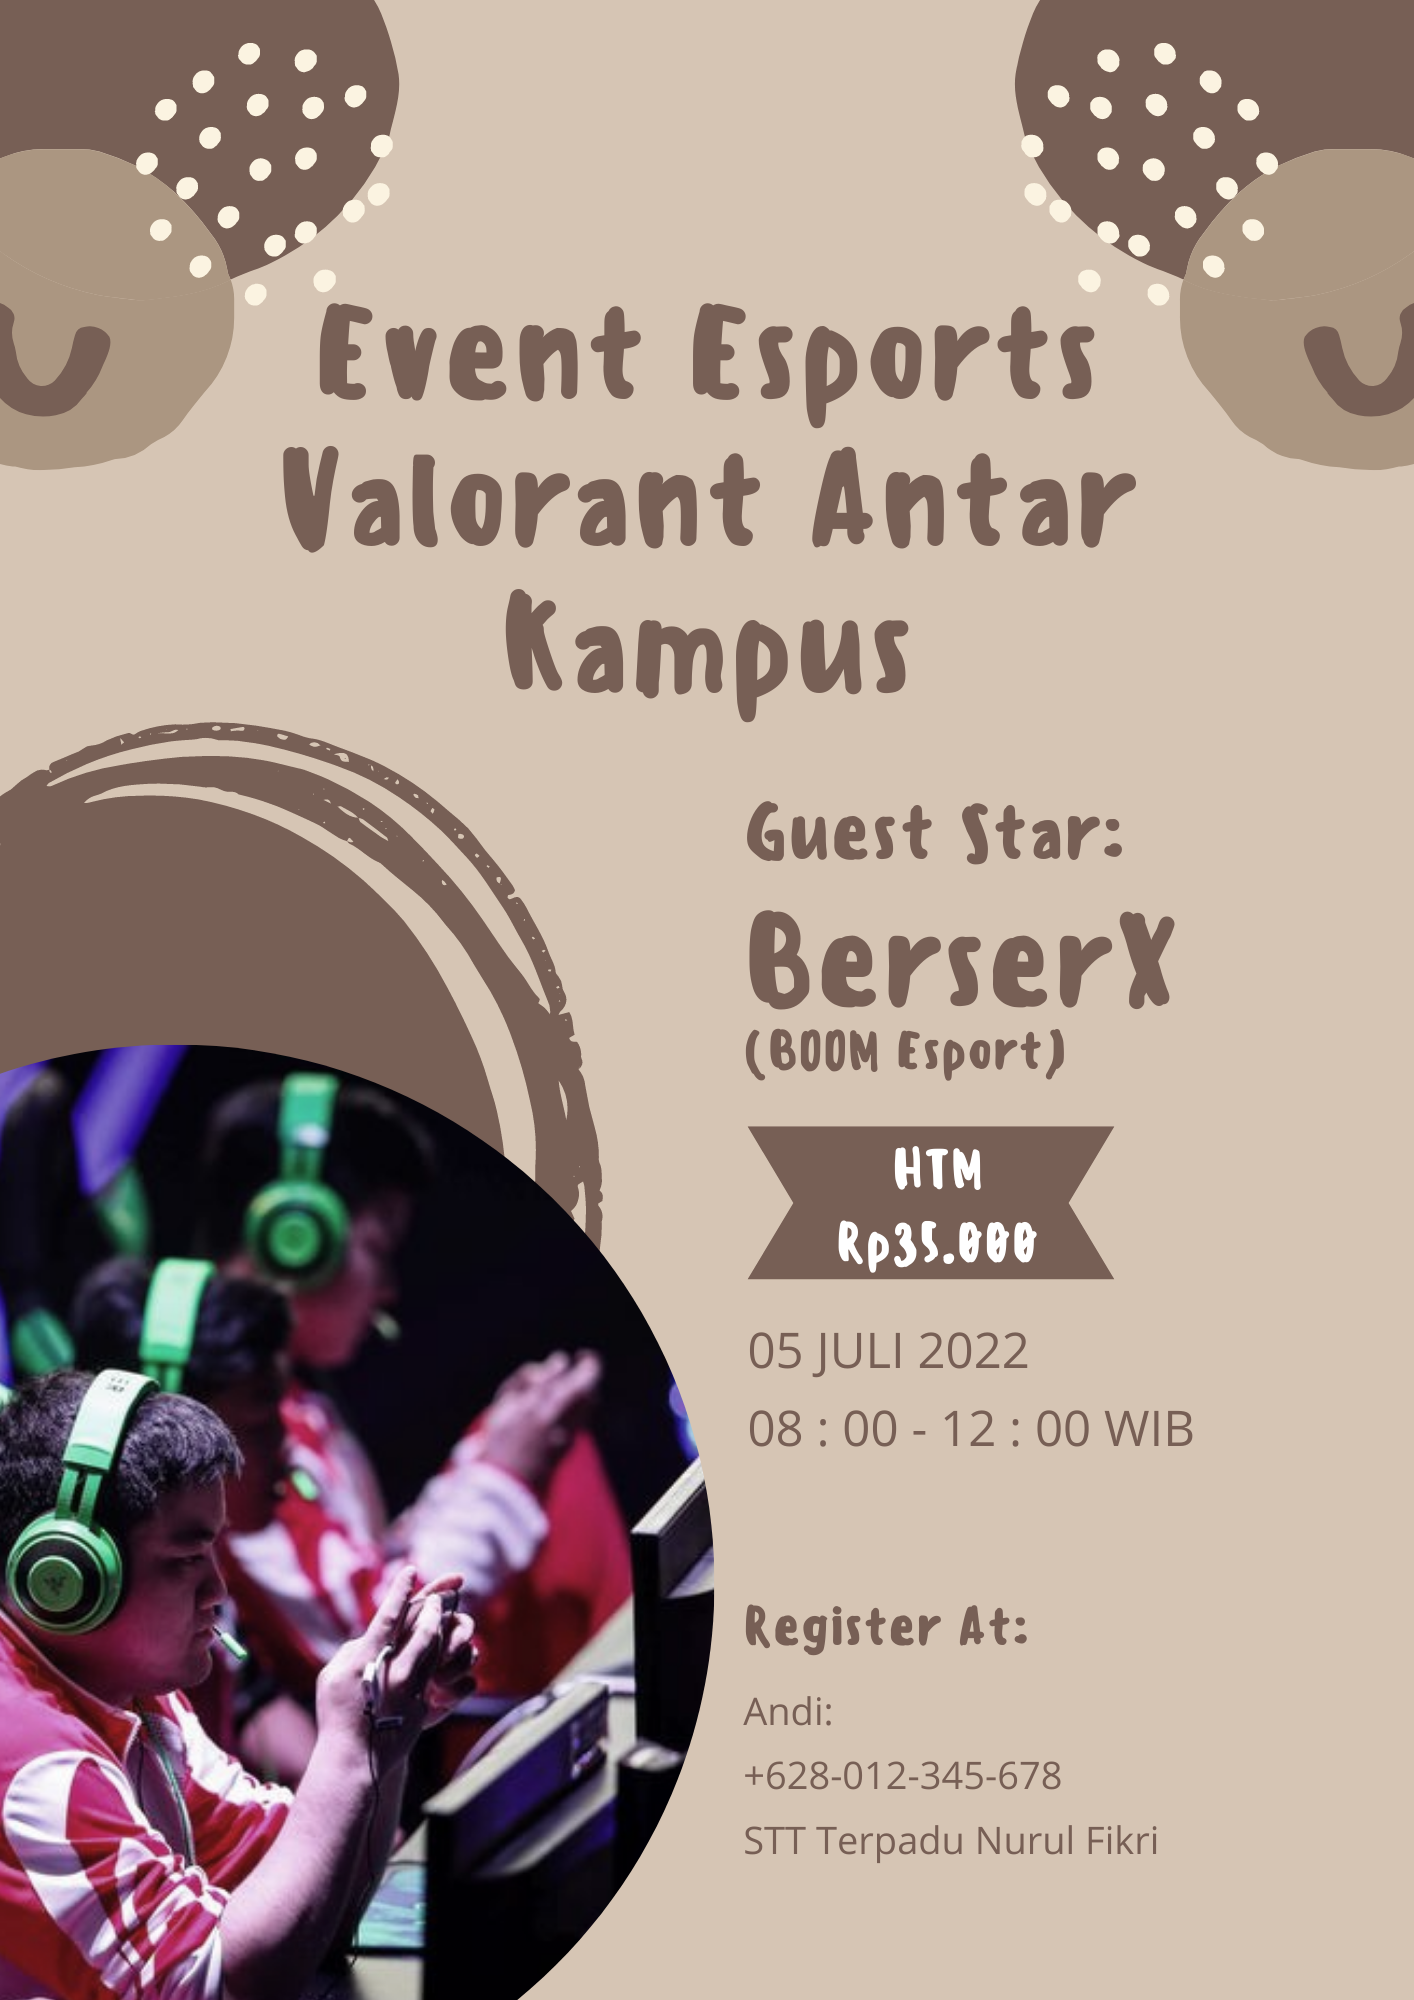 Event Esports
Valorant Antar
Kampus
Guest Star:
BerserX
(BOOM Esport)
HTM
Rp35.000
05 JULI 2022
08 : 00 - 12 : 00 WIB
Register At:
Andi:
+628-012-345-678
STT Terpadu Nurul Fikri